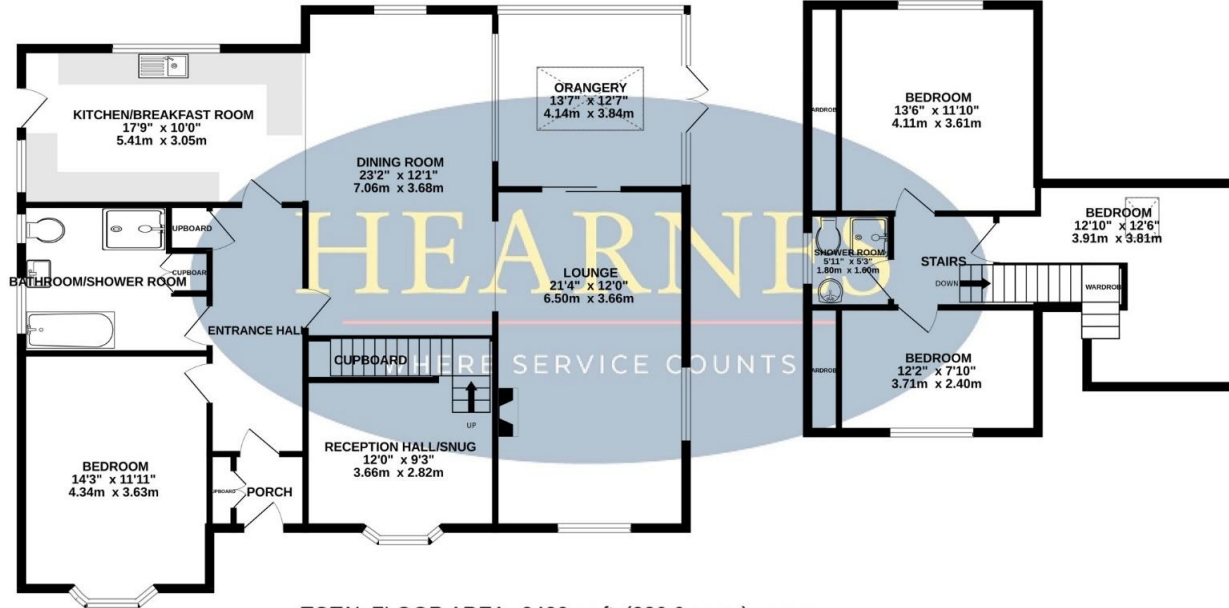 KITCHEN/BREAKFAST ROOM
17'9" x 10'0"
5.41m x 3.05m
DINING ROOM
23'2" x 12'1"
7.06m x 3.68m
ORANGERY
13'7" x 12'7"
4.14m x 3.84m
UPBOARD
CUPBOAR
BATHROOM/SHOWER ROOM
ENTRANCE HALL
LOUNGE
21'4" x 12'0"
6.50m x 3.66m
CUPBOARD
UP
RECEPTION HALL/SNUG
12'0" x 9'3"
3.66m x 2.82m
BEDROOM
14'3" x 11'11"
4.34m x 3.63m
UPBOARD
PORCH
ARDROB
BEDROOM
13'6" x 11'10"
4.11m x 3.61m
BEDROOM
12'10" x 12'6"
3.91m x 3.81m
SHOWER ROOM
5'11" x 5'3"
1.80m x 1.60m
STAIRS
DOWN
WARDROB
ARDROB
BEDROOM
12'2" x 7'10"
3.71m x 2.40m
HEARNES
WHERE SERVICE COUNTS